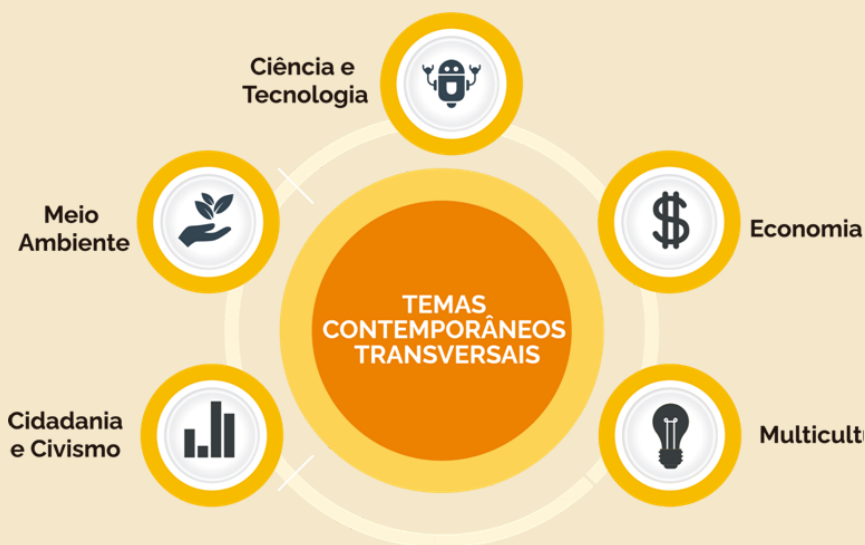 Ciência e
Tecnologia
Meio
Ambiente
Economia
TEMAS
CONTEMPORÂNEOS
TRANSVERSAIS
Cidadania
e Civismo